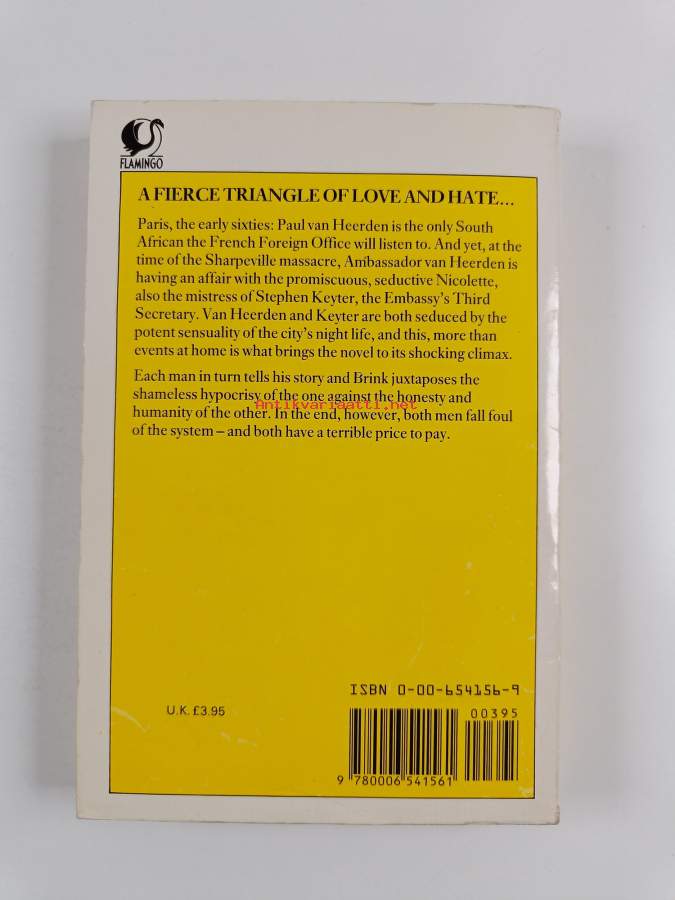 FLAMINGO
A FIERCE TRIANGLE OF LOVE AND HATE...
Paris, the early sixties: Paul van Heerden is the only South
African the French Foreign Office will listen to. And yet, at the
time of the Sharpeville massacre, Ambassador van Heerden is
having an affair with the promiscuous, seductive Nicolette,
also the mistress of Stephen Keyter, the Embassy's Third
Secretary. Van Heerden and Keyter are both seduced by the
potent sensuality of the city's night life, and this, more than
events at home is what brings the novel to its shocking climax.
Each man in turn tells his story and Brink juxtaposes the
shameless hypocrisy of the one against the honesty and
Antikvariaatti.net
humanity of the other. In the end, however, both men fall foul
of the system – and both have a terrible price to pay.
ISBN 0-00-654156-9
U.K. £3.95
00395
9 780006 541561